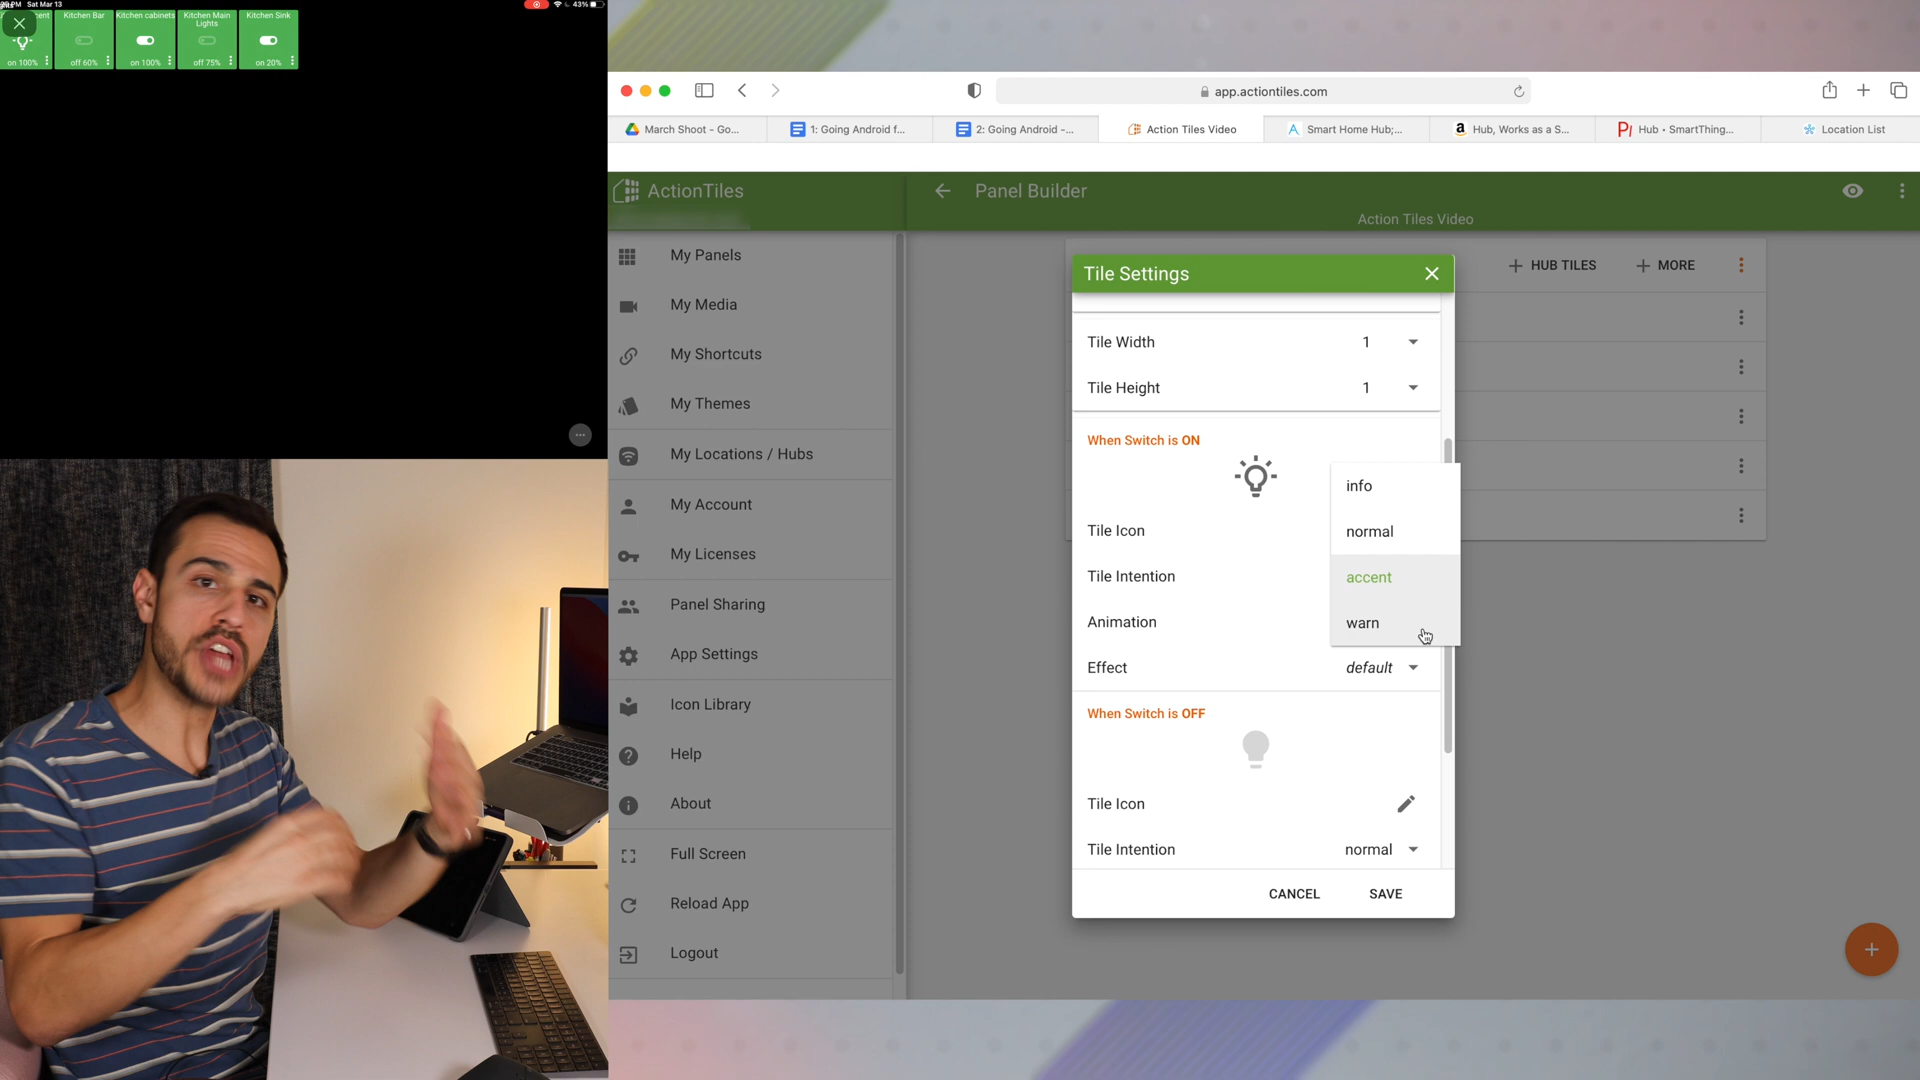 PM Sat Mar 13
43%
Kitchen Bar
Kitchen cabinets
Kitchen Main
Lights
Kitchen Sink
on 100%
off 60%
on 100%
off 75%
on 20%
app.actiontiles.com
March Shoot - Go...
1: Going Android f...
2: Going Android -...
Action Tiles Video
Smart Home Hub;...
Hub, Works as a S...
Hub • SmartThing...
Location List
ActionTiles
Panel Builder
Action Tiles Video
My Panels
My Media
My Shortcuts
My Themes
My Locations / Hubs
My Account
My Licenses
Panel Sharing
App Settings
Icon Library
Help
About
Full Screen
Reload App
Logout
+ HUB TILES
+ MORE
Tile Settings
Tile Width 1
Tile Height 1
When Switch is ON
Tile Icon
Tile Intention
Animation
Effect default
info
normal
accent
warn
When Switch is OFF
Tile Icon
Tile Intention normal
CANCEL SAVE